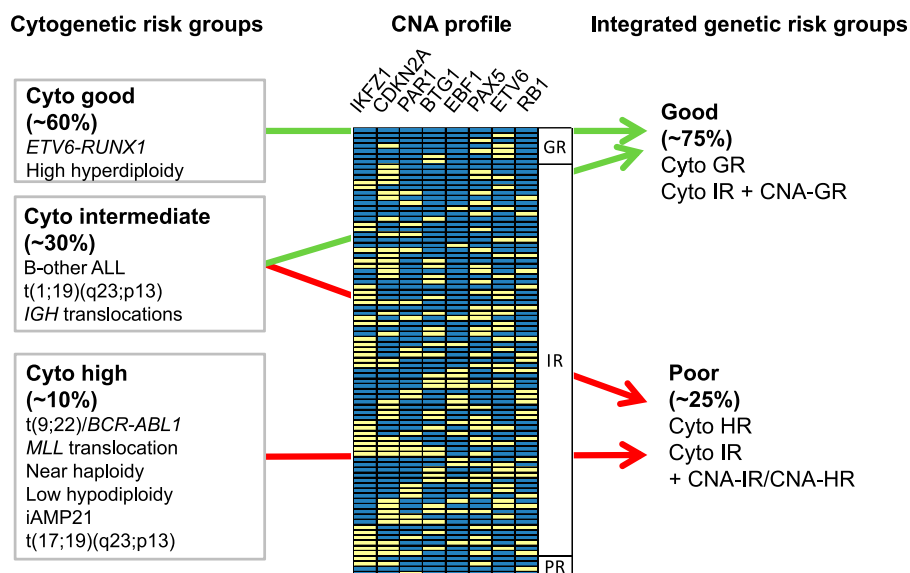 Cytogenetic risk groups
CNA profile
Integrated genetic risk groups
Cyto good
(~60%)
ETV6-RUNX1
High hyperdiploidy
Cyto intermediate
(~30%)
B-other ALL
t(1;19)(q23;p13)
IGH translocations
Cyto high
(~10%)
t(9;22)/BCR-ABL1
MLL translocation
Near haploidy
Low hypodiploidy
iAMP21
t(17;19)(q23;p13)
IKFZ1
CDKN2A
PAR1
BTG1
EBF1
PAX5
ETV6
RB1
GR
IR
PR
Good
(~75%)
Cyto GR
Cyto IR + CNA-GR
Poor
(~25%)
Cyto HR
Cyto IR
+ CNA-IR/CNA-HR